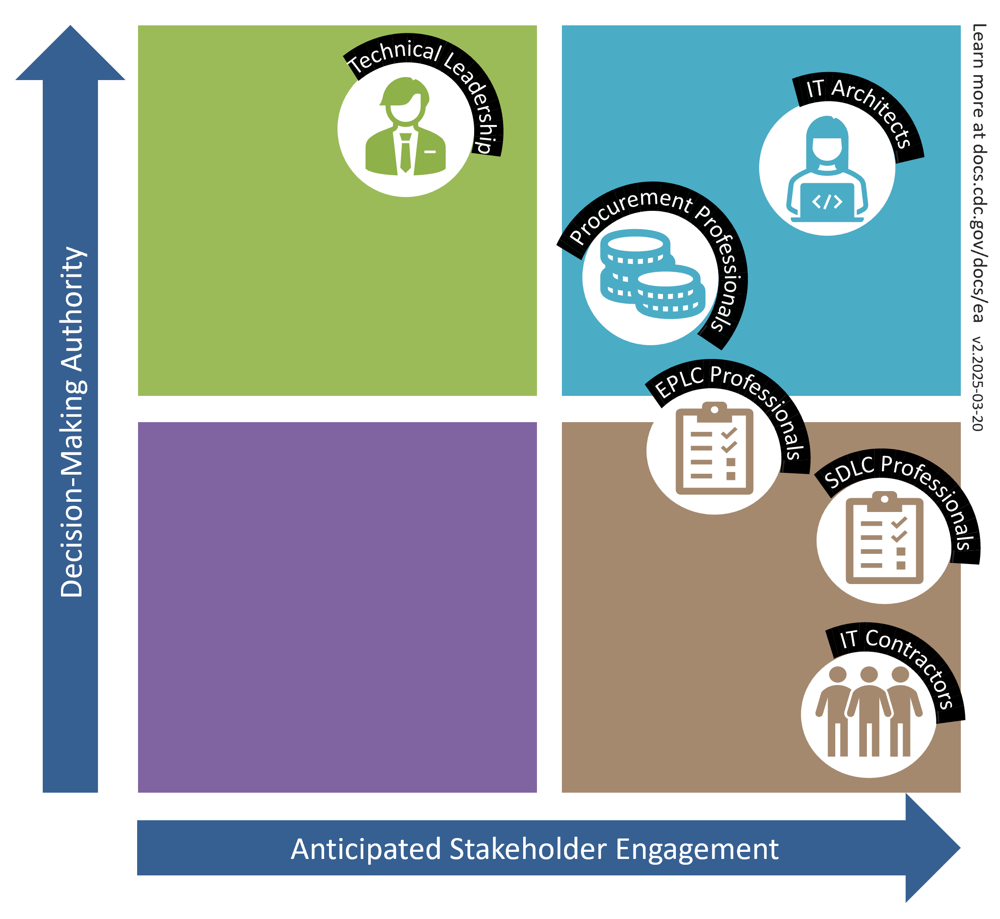 Technical Leadership
IT Architects
Procurement Professionals
EPLC Professionals
SDLC Professionals
IT Contractors
Decision-Making Authority
Anticipated Stakeholder Engagement
Learn more at docs.cdc.gov/docs/ea v2.2025-03-20